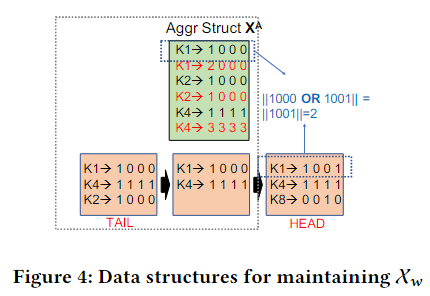 Aggr Struct X^A
K1→ 1 0 0 0
K1→ 2 0 0 0
K2→ 1 0 0 0
K2→ 1 0 0 0
K4→ 1 1 1 1
K4→ 3 3 3 3
||1000 OR 1001|| =
||1001||=2
K1→ 1 0 0 0
K4→ 1 1 1 1
K2→ 1 0 0 0
TAIL
K1→ 1 0 0 0
K4→ 1 1 1 1
K1→ 1 0 0 1
K4→ 1 1 1 1
K8→ 0 0 1 0
HEAD
Figure 4: Data structures for maintaining 𝒳w